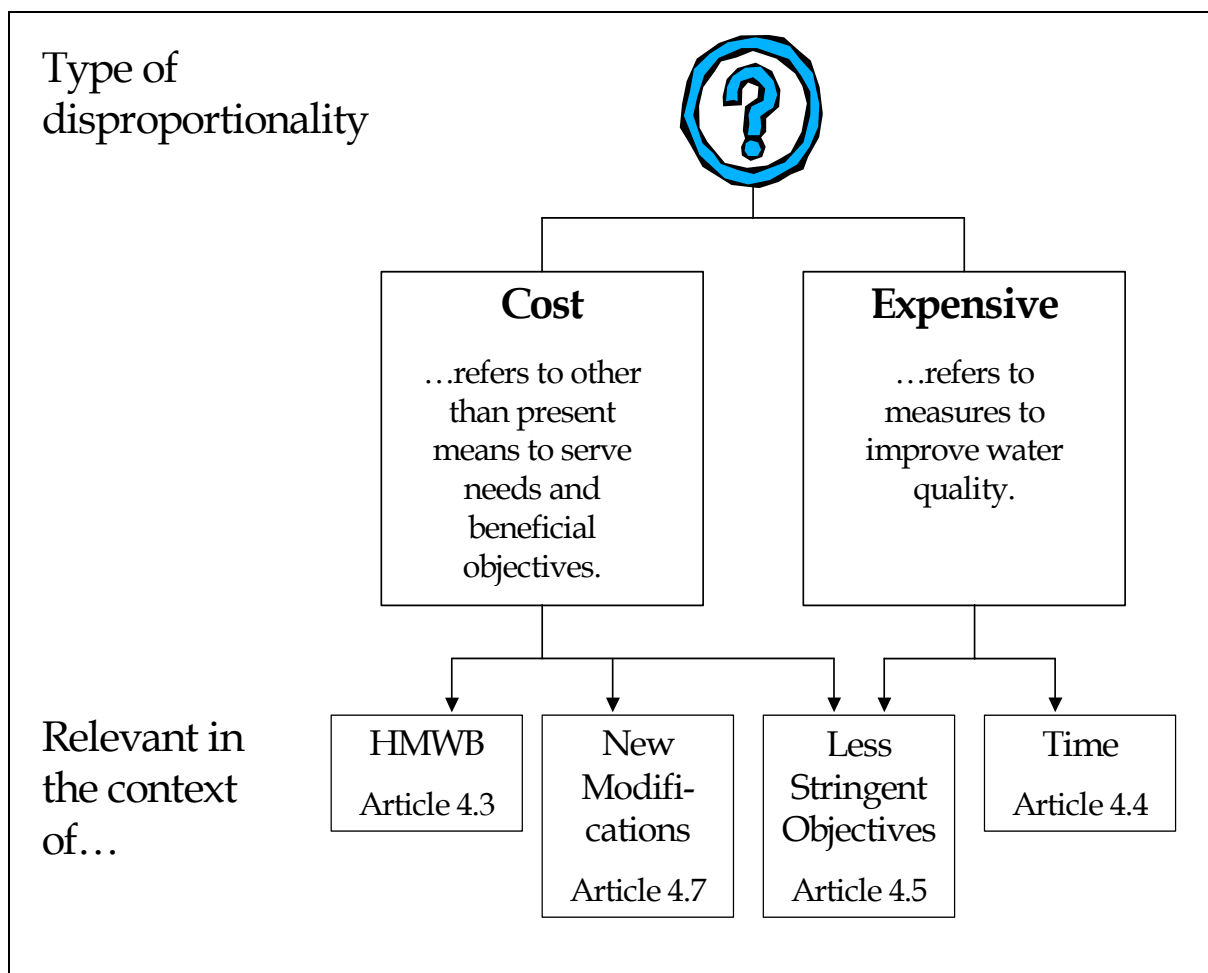 Type of
disproportionality
?
Cost
…refers to other
than present
means to serve
needs and
beneficial
objectives.
Expensive
…refers to
measures to
improve water
quality.
Relevant in
the context
of…
HMWB
Article 4.3
New
Modifi-
cations
Article 4.7
Less
Stringent
Objectives
Article 4.5
Time
Article 4.4